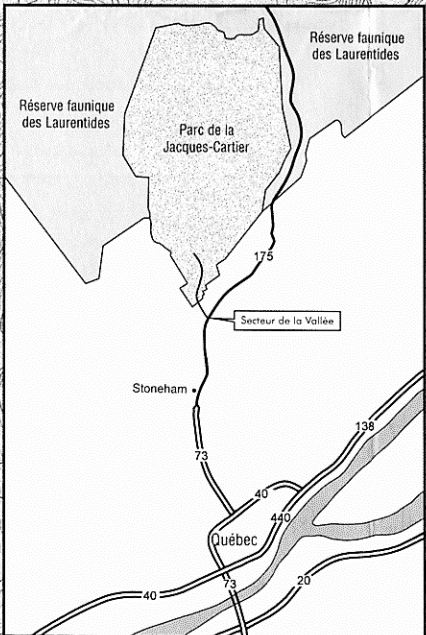 Réserve faunique
des Laurentides
Réserve faunique
des Laurentides
Parc de la
Jacques-Cartier
175
Secteur de la Vallée
Stoneham
73
138
40
440
Québec
73
20
40